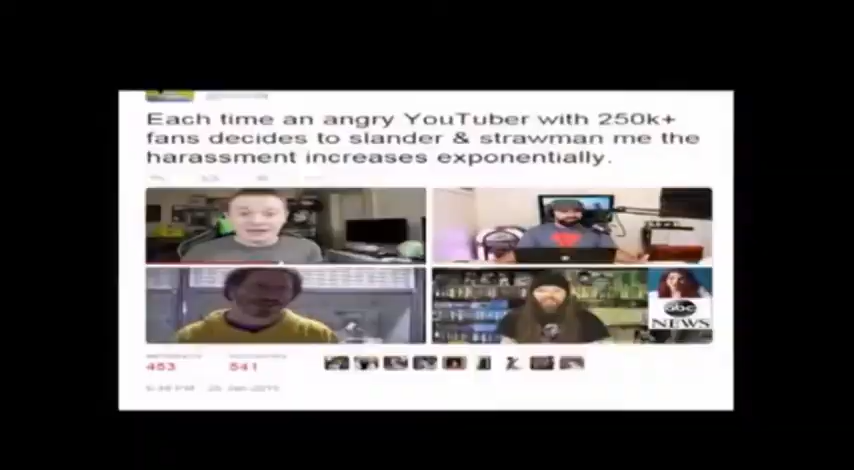 Each time an angry YouTuber with 250k+
fans decides to slander & strawman me the
harassment increases exponentially.
abc
NEWS
453
541